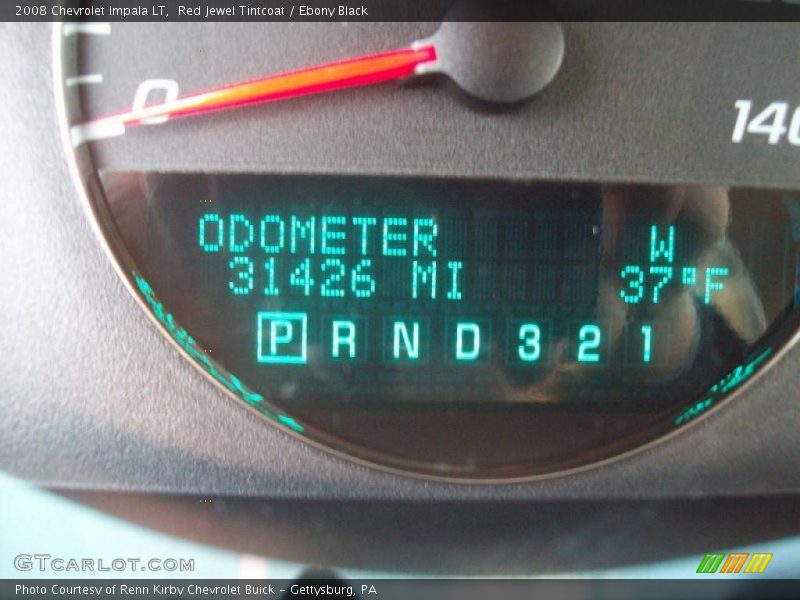 2008 Chevrolet Impala LT,  Red Jewel Tintcoat / Ebony Black
0
140
ODOMETER
W
31426 MI
37°F
P R N D 3 2 1
GTCARLOT.COM
Photo Courtesy of Renn Kirby Chevrolet Buick – Gettysburg, PA